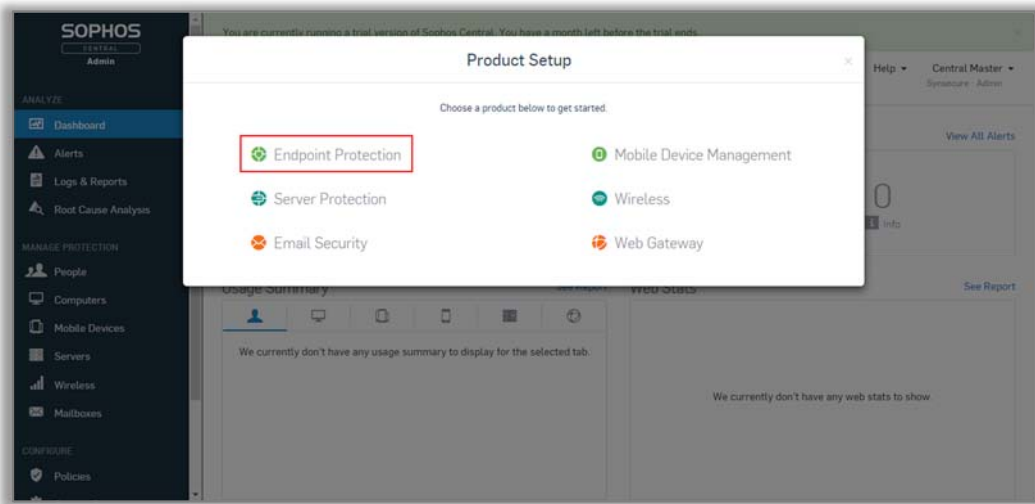 SOPHOS
CENTRAL
Admin
You are currently running a trial version of Sophos Central. You have a month left before the trial ends.
Help
Central Master
Admin
ANALYZE
Dashboard
Alerts
Logs & Reports
Root Cause Analysis
MANAGE PROTECTION
People
Computers
Mobile Devices
Servers
Wireless
Mailboxes
CONFIGURE
Policies
Product Setup
Choose a product below to get started.
Endpoint Protection
Mobile Device Management
Server Protection
Wireless
Email Security
Web Gateway
View All Alerts
0
Info
Usage Summary
See Report
Web Stats
See Report
We currently don't have any usage summary to display for the selected tab.
We currently don't have any web stats to show